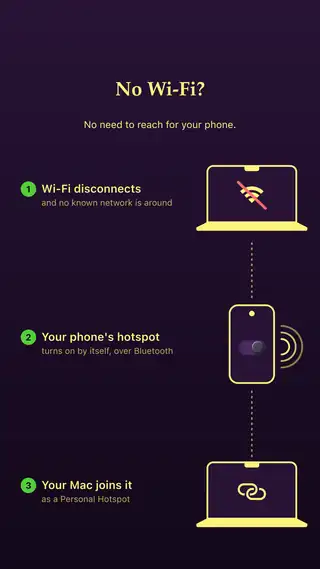 No Wi-Fi?
No need to reach for your phone.
1 Wi-Fi disconnects
and no known network is around
2 Your phone's hotspot
turns on by itself, over Bluetooth
3 Your Mac joins it
as a Personal Hotspot